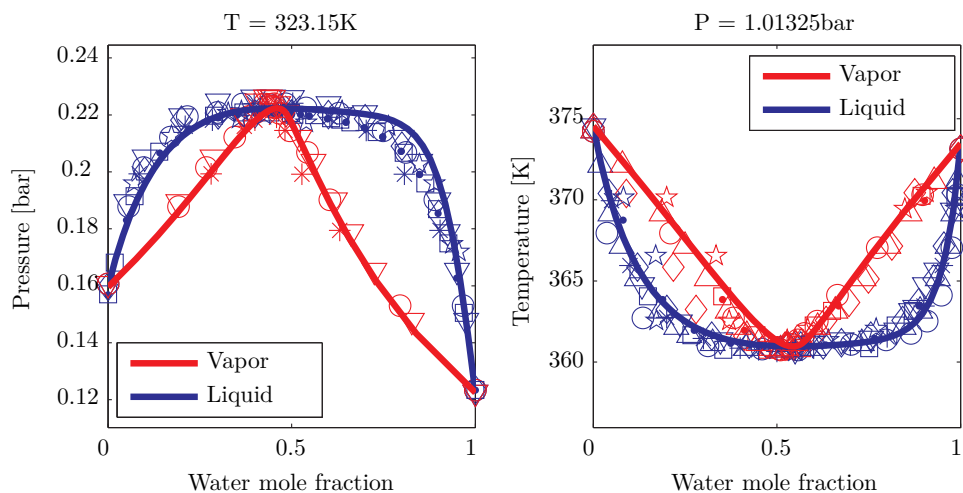 T = 323.15K
0.24
0.22
0.2
0.18
0.16
0.14
0.12
Pressure [bar]
Vapor
Liquid
0
0.5
1
Water mole fraction
P = 1.01325bar
375
370
365
360
Temperature [K]
Vapor
Liquid
0
0.5
1
Water mole fraction